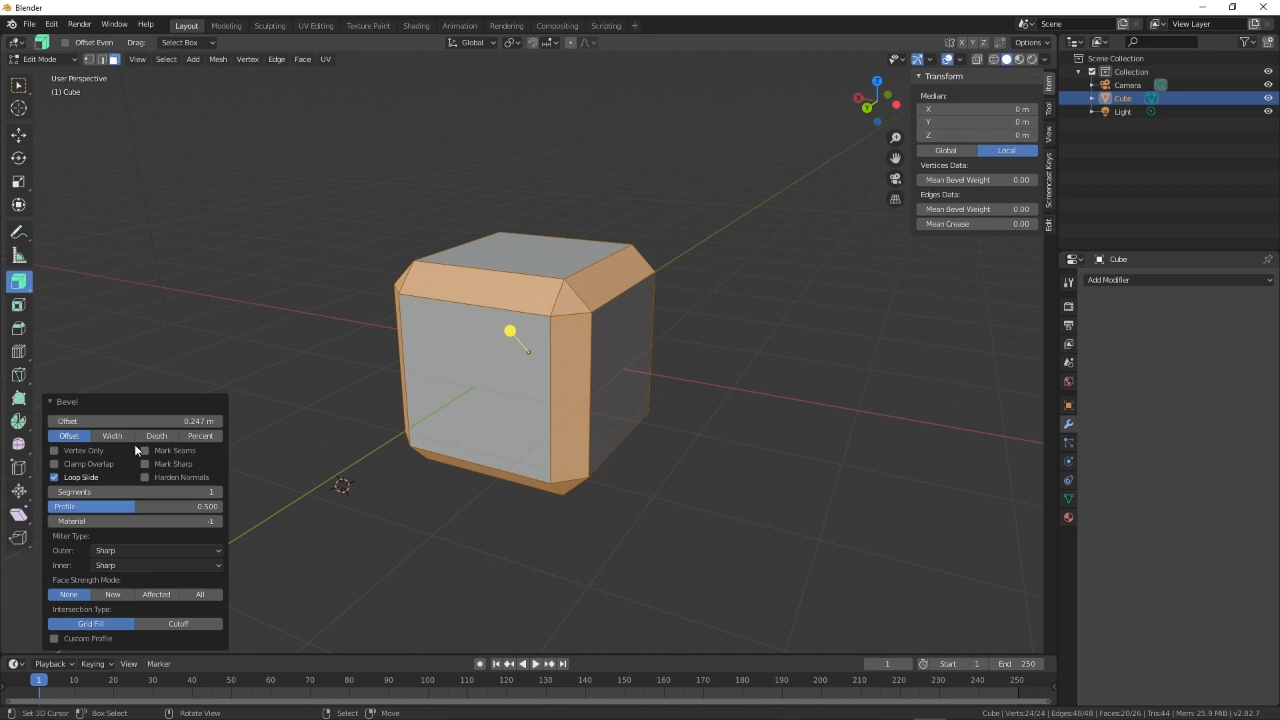 Blender
File Edit Render Window Help Layout Modeling Sculpting UV Editing Texture Paint Shading Animation Rendering Compositing Scripting + Scene View Layer
Offset Even Drag: Select Box Global X Y Z Options
Edit Mode View Select Add Mesh Vertex Edge Face UV
User Perspective
(1) Cube
Z
X
Y
Transform
Median:
X 0 m
Y 0 m
Z 0 m
Global Local
Vertices Data:
Mean Bevel Weight 0.00
Edges Data:
Mean Bevel Weight 0.00
Mean Crease 0.00
Item
Tool
View
Screencast Keys
Edit
Scene Collection
Collection
Camera
Cube
Light
Cube
Add Modifier
Bevel
Offset 0.247 m
Offset Width Depth Percent
Vertex Only Mark Seams
Clamp Overlap Mark Sharp
Loop Slide Harden Normals
Segments 1
Profile 0.500
Material -1
Miter Type:
Outer: Sharp
Inner: Sharp
Face Strength Mode:
None New Affected All
Intersection Type:
Grid Fill Cutoff
Custom Profile
Playback Keying View Marker 1 Start 1 End 250
1 10 20 30 40 50 60 70 80 90 100 110 120 130 140 150 160 170 180 190 200 210 220 230 240 250
Set 3D Cursor Box Select Rotate View Select Move Cube | Verts:24/24 | Edges:48/48 | Faces:20/26 | Tris:44 | Mem: 25.9 MiB | v2.82.7